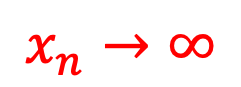 xₙ → ∞